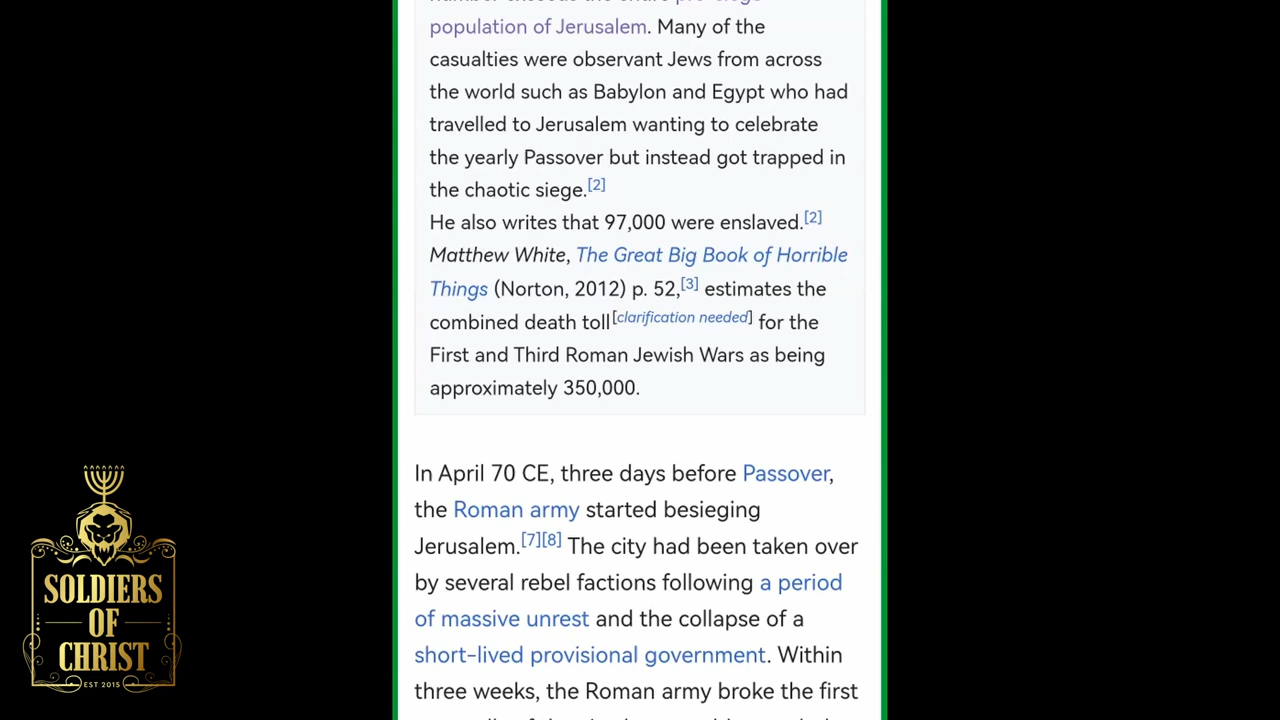 population of Jerusalem. Many of the
casualties were observant Jews from across
the world such as Babylon and Egypt who had
travelled to Jerusalem wanting to celebrate
the yearly Passover but instead got trapped in
the chaotic siege.[2]
He also writes that 97,000 were enslaved.[2]
Matthew White, The Great Big Book of Horrible
Things (Norton, 2012) p. 52,[3] estimates the
combined death toll[clarification needed] for the
First and Third Roman Jewish Wars as being
approximately 350,000.
In April 70 CE, three days before Passover,
the Roman army started besieging
Jerusalem.[7][8] The city had been taken over
by several rebel factions following a period
of massive unrest and the collapse of a
short-lived provisional government. Within
three weeks, the Roman army broke the first
SOLDIERS
OF
CHRIST
EST 2015